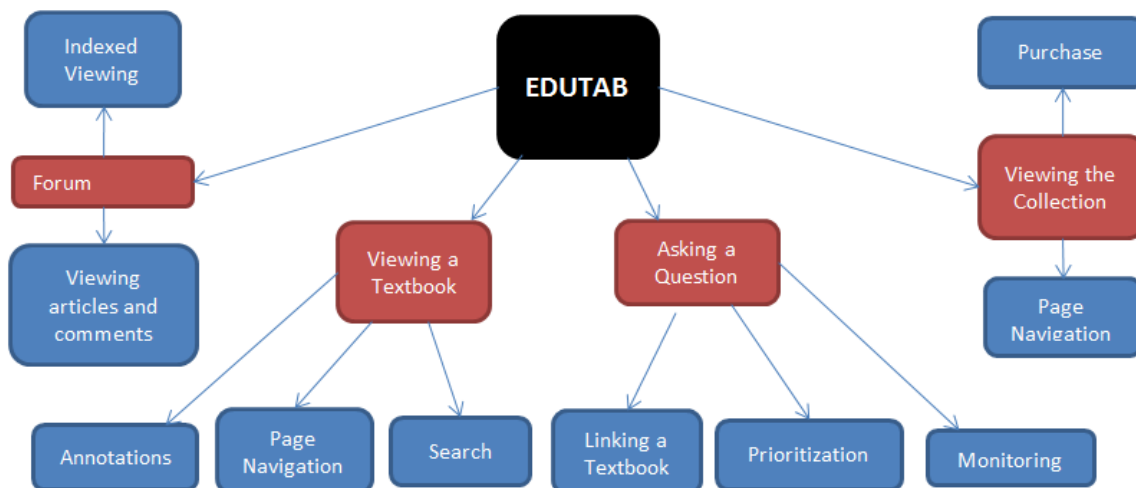 Indexed
Viewing
EDUTAB
Purchase
Forum
Viewing the
Collection
Viewing
articles and
comments
Viewing a
Textbook
Asking a
Question
Page
Navigation
Annotations
Page
Navigation
Search
Linking a
Textbook
Prioritization
Monitoring